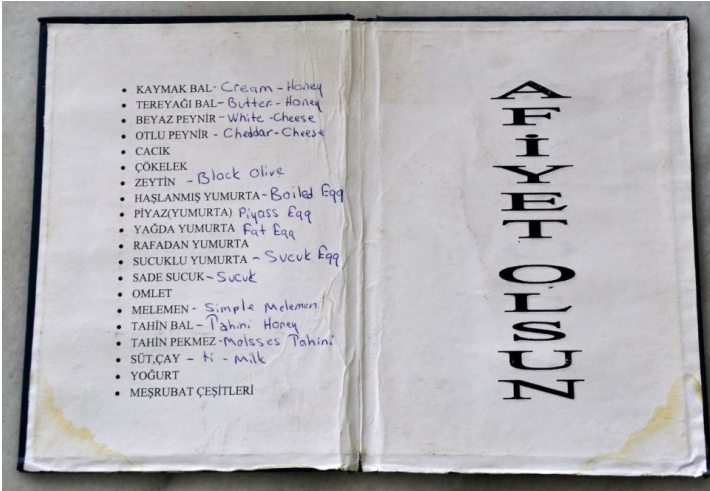 • KAYMAK BAL - Cream - Honey
• TEREYAĞI BAL - Butter - Honey
• BEYAZ PEYNİR - White - Cheese
• OTLU PEYNİR - Cheddar - Cheese
• CACIK
• ÇÖKELEK
• ZEYTİN - Black Olive
• HAŞLANMIŞ YUMURTA - Boiled Egg
• PİYAZ(YUMURTA) Piyass Egg
• YAĞDA YUMURTA Fat Egg
• RAFADAN YUMURTA
• SUCUKLU YUMURTA - Sucuk Egg
• SADE SUCUK - Sucuk
• OMLET
• MELEMEN - Simple Melemen
• TAHİN BAL - Tahini Honey
• TAHİN PEKMEZ - Molsses Tahini
• SÜT,ÇAY - ti - Milk
• YOĞURT
• MEŞRUBAT ÇEŞİTLERİ
AFİYET OLSUN